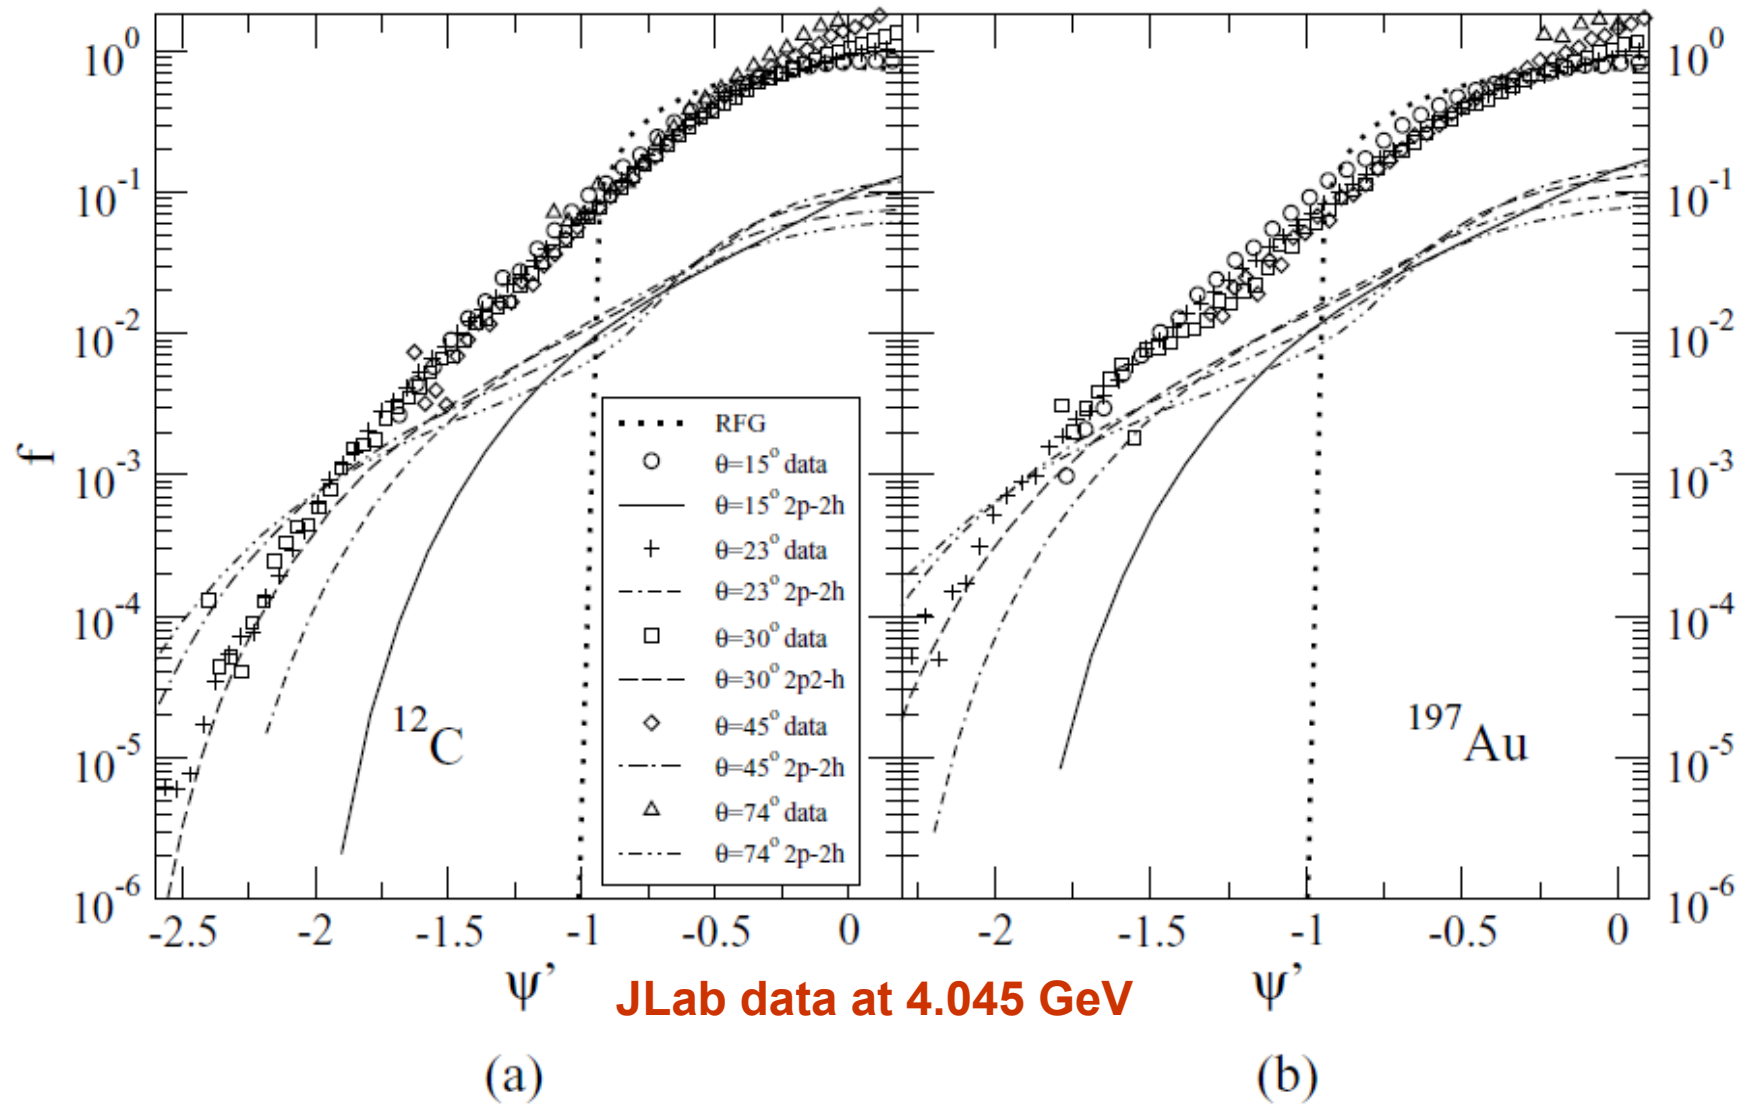 10^0
10^-1
10^-2
10^-3
10^-4
10^-5
10^-6
f
RFG
θ=15° data
θ=15° 2p-2h
θ=23° data
θ=23° 2p-2h
θ=30° data
θ=30° 2p2-h
θ=45° data
θ=45° 2p-2h
θ=74° data
θ=74° 2p-2h
12C
197Au
10^0
10^-1
10^-2
10^-3
10^-4
10^-5
10^-6
-2.5 -2 -1.5 -1 -0.5 0
-2 -1.5 -1 -0.5 0
ψ’
ψ’
JLab data at 4.045 GeV
(a)
(b)